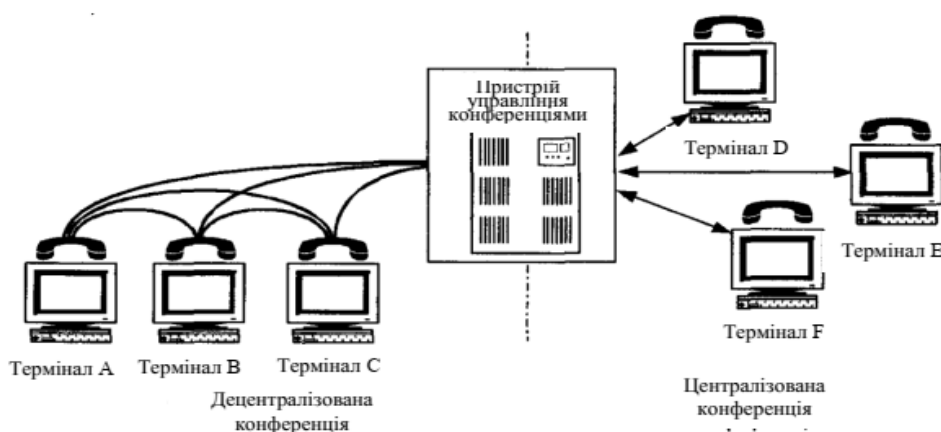 Пристрій
управління
конференціями
Термінал D
Термінал E
Термінал F
Термінал A
Термінал B
Термінал C
Децентралізована
конференція
Централізована
конференція